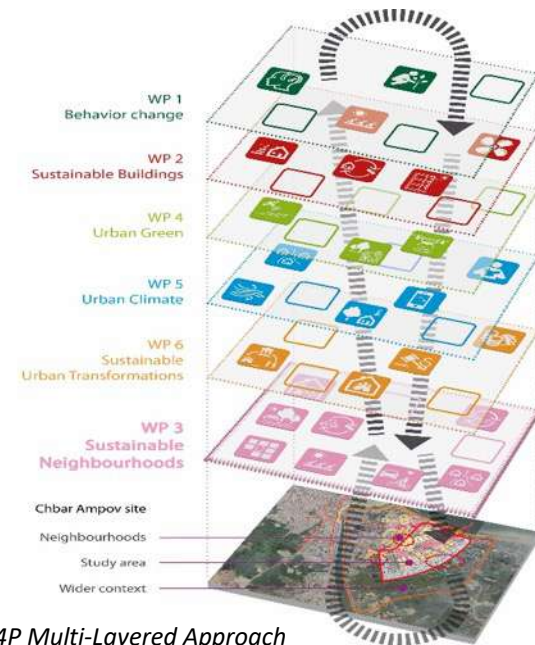 WP 1
Behavior change
WP 2
Sustainable Buildings
WP 4
Urban Green
WP 5
Urban Climate
WP 6
Sustainable
Urban Transformations
WP 3
Sustainable
Neighbourhoods
Chbar Ampov site
Neighbourhoods
Study area
Wider context
4P Multi-Layered Approach